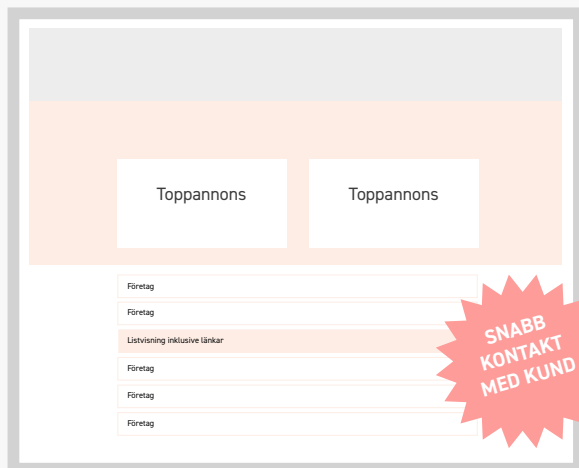 Toppannons
Toppannons
Företag
Företag
Listvisning inklusive länkar
Företag
Företag
Företag
SNABB
KONTAKT
MED KUND